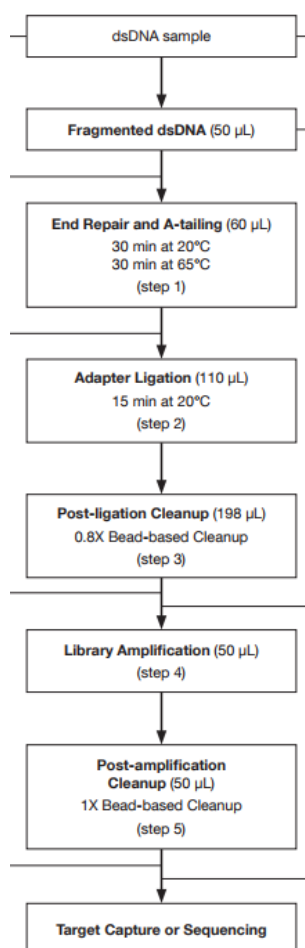 dsDNA sample
Fragmented dsDNA (50 µL)
End Repair and A-tailing (60 µL)
30 min at 20°C
30 min at 65°C
(step 1)
Adapter Ligation (110 µL)
15 min at 20°C
(step 2)
Post-ligation Cleanup (198 µL)
0.8X Bead-based Cleanup
(step 3)
Library Amplification (50 µL)
(step 4)
Post-amplification
Cleanup (50 µL)
1X Bead-based Cleanup
(step 5)
Target Capture or Sequencing